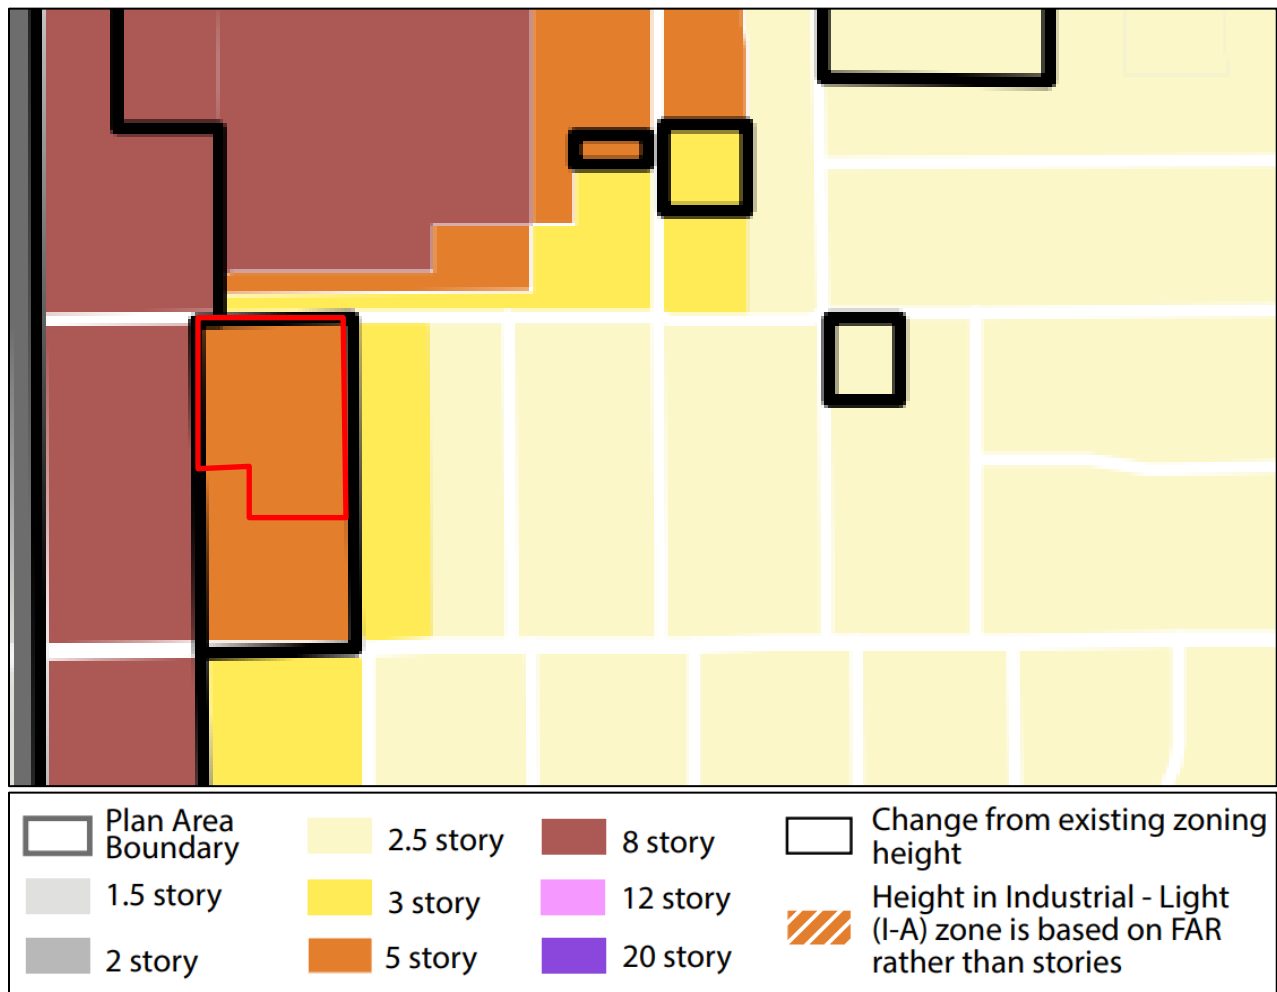 Plan Area
Boundary
1.5 story
2 story
2.5 story
3 story
5 story
8 story
12 story
20 story
Change from existing zoning
height
Height in Industrial - Light
(I-A) zone is based on FAR
rather than stories